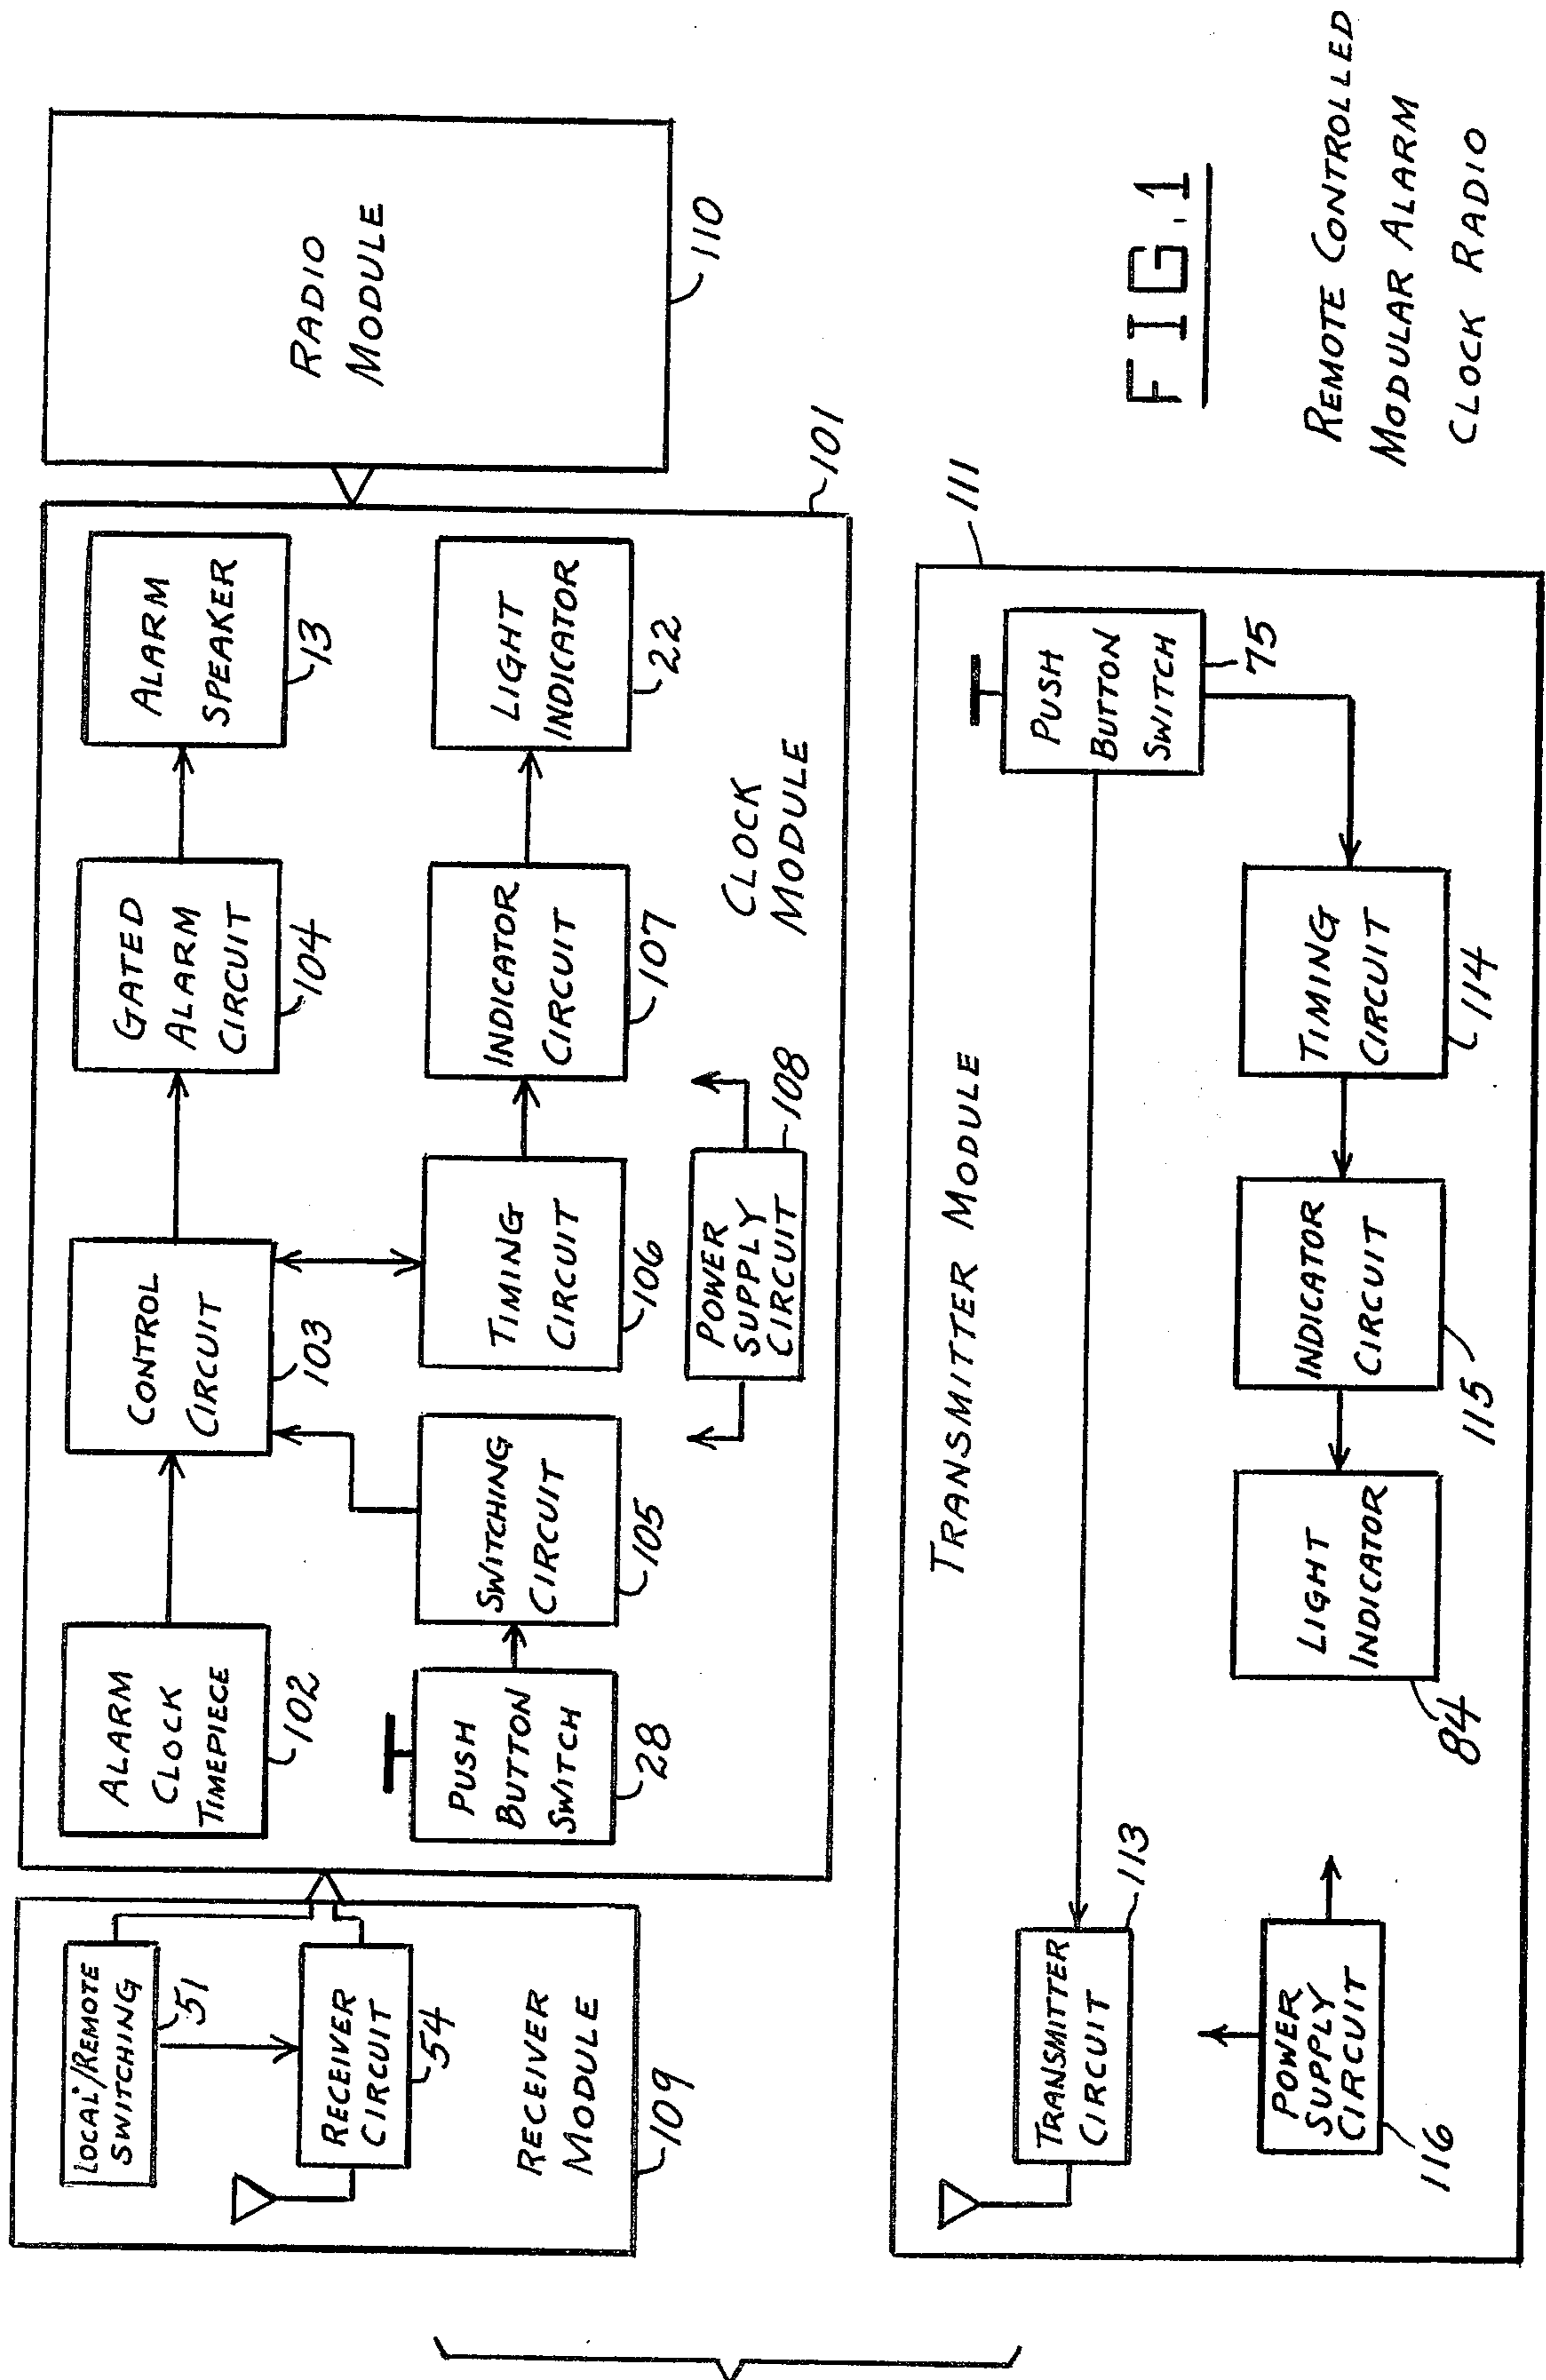 LOCAL/REMOTE
SWITCHING
51
RECEIVER
CIRCUIT
54
RECEIVER
MODULE
109
ALARM
CLOCK
TIMEPIECE
102
CONTROL
CIRCUIT
103
GATED
ALARM
CIRCUIT
104
ALARM
SPEAKER
13
PUSH
BUTTON
SWITCH
28
SWITCHING
CIRCUIT
105
TIMING
CIRCUIT
106
INDICATOR
CIRCUIT
107
LIGHT
INDICATOR
22
POWER
SUPPLY
CIRCUIT
108
CLOCK
MODULE
101
RADIO
MODULE
110
TRANSMITTER MODULE
111
TRANSMITTER
CIRCUIT
113
PUSH
BUTTON
SWITCH
75
POWER
SUPPLY
CIRCUIT
116
LIGHT
INDICATOR
84
INDICATOR
CIRCUIT
115
TIMING
CIRCUIT
114
FIG.1
REMOTE CONTROLLED
MODULAR ALARM
CLOCK RADIO